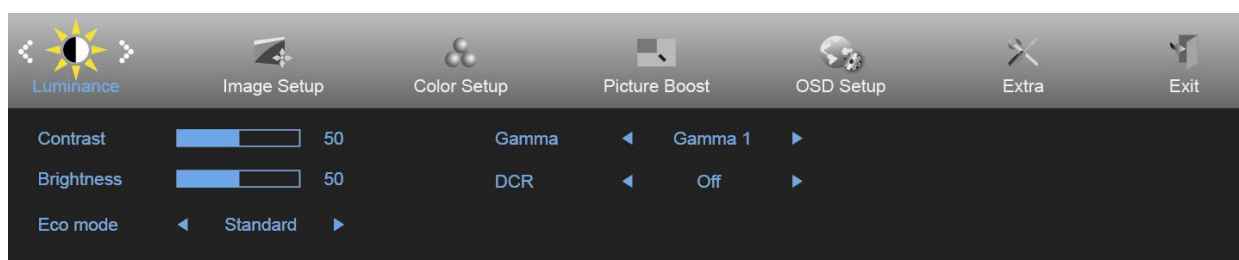 Luminance Image Setup Color Setup Picture Boost OSD Setup Extra Exit
Contrast 50 Gamma Gamma 1
Brightness 50 DCR Off
Eco mode Standard